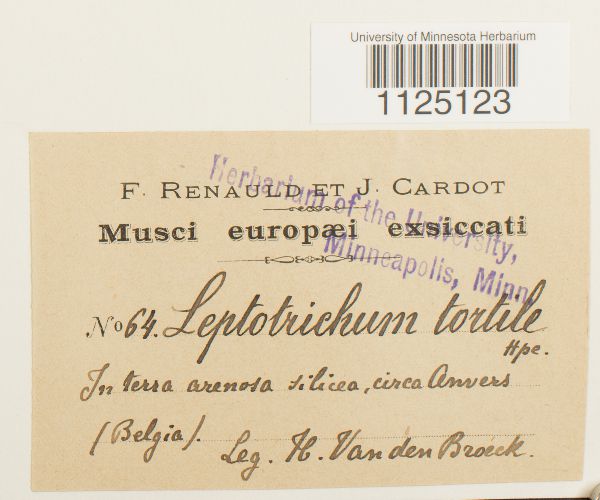 University of Minnesota Herbarium
1125123
F. RENAULD ET J. CARDOT
Musci europæi exsiccati
Herbarium of the University,
Minneapolis, Minn.
No 64. Leptotrichum tortile
Hpe.
In terra arenosa silicea, circa Anvers
(Belgia).
Leg. H. Van den Broeck.